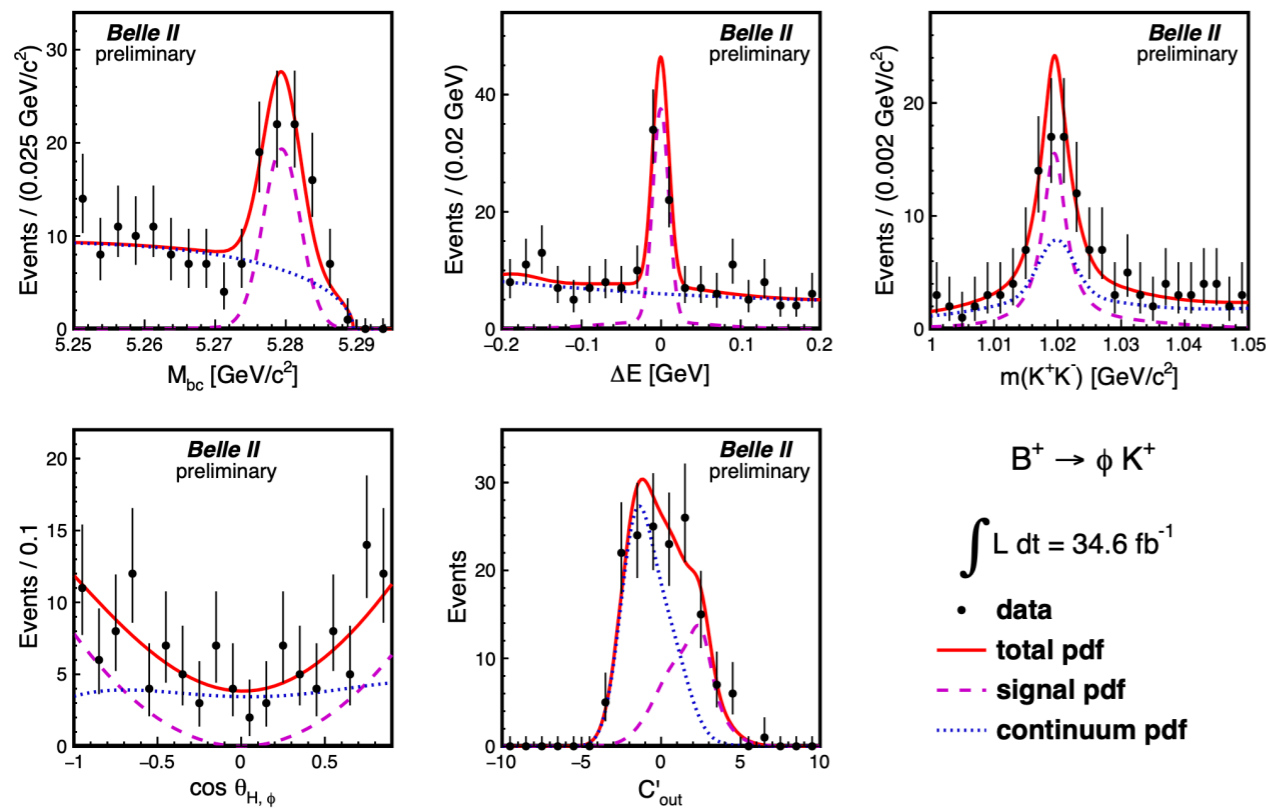 Belle II
preliminary
Events / (0.025 GeV/c²)
30
20
10
0
5.25 5.26 5.27 5.28 5.29
M_bc [GeV/c²]
Belle II
preliminary
Events / (0.02 GeV)
40
20
0
−0.2 −0.1 0 0.1 0.2
ΔE [GeV]
Belle II
preliminary
Events / (0.002 GeV/c²)
20
10
0
1 1.01 1.02 1.03 1.04 1.05
m(K⁺K⁻) [GeV/c²]
Belle II
preliminary
Events / 0.1
20
15
10
5
0
−1 −0.5 0 0.5
cos θ_H, ϕ
Belle II
preliminary
Events
30
20
10
0
−10 −5 0 5 10
C'_out
B⁺ → ϕ K⁺
∫ L dt = 34.6 fb⁻¹
data
total pdf
signal pdf
continuum pdf